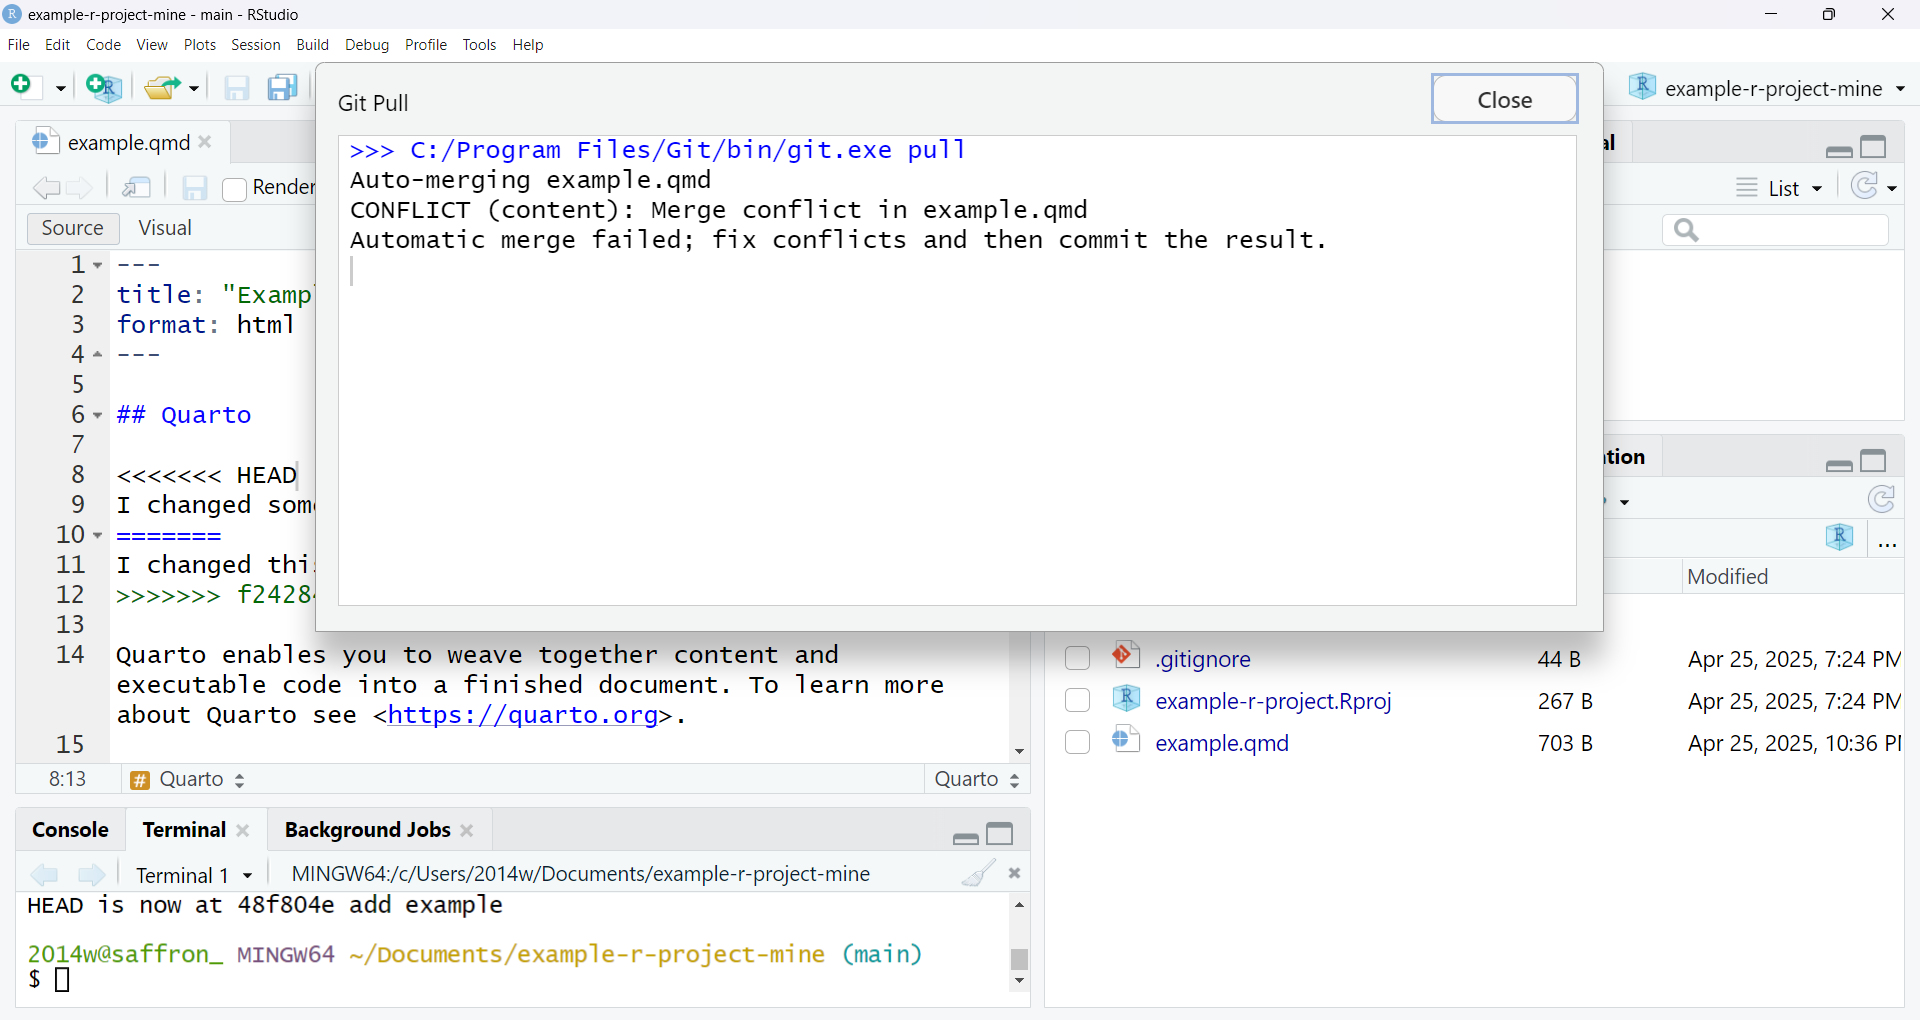 example-r-project-mine - main - RStudio
File Edit Code View Plots Session Build Debug Profile Tools Help
example-r-project-mine
Git Pull
Close
>>> C:/Program Files/Git/bin/git.exe pull
Auto-merging example.qmd
CONFLICT (content): Merge conflict in example.qmd
Automatic merge failed; fix conflicts and then commit the result.
example.qmd
Render
Source Visual
1 ---
2 title: "Examp
3 format: html
4 ---
5
6 ## Quarto
7
8 <<<<<<< HEAD
9 I changed som
10 =======
11 I changed thi
12 >>>>>>> f2428
13
14 Quarto enables you to weave together content and
executable code into a finished document. To learn more
about Quarto see <https://quarto.org>.
15
8:13 # Quarto Quarto
Console Terminal Background Jobs
Terminal 1 MINGW64:/c/Users/2014w/Documents/example-r-project-mine
HEAD is now at 48f804e add example
2014w@saffron_ MINGW64 ~/Documents/example-r-project-mine (main)
$
al
List
tion
...
Modified
.gitignore 44 B Apr 25, 2025, 7:24 PM
example-r-project.Rproj 267 B Apr 25, 2025, 7:24 PM
example.qmd 703 B Apr 25, 2025, 10:36 P